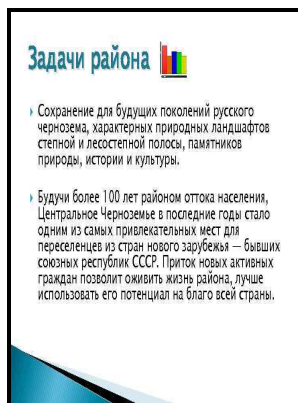 Задачи района
Сохранение для будущих поколений русского
чернозема, характерных природных ландшафтов
степной и лесостепной полосы, памятников
природы, истории и культуры.
Будучи более 100 лет районом оттока населения,
Центральное Черноземье в последние годы стало
одним из самых привлекательных мест для
переселенцев из стран нового зарубежья — бывших
союзных республик СССР. Приток новых активных
граждан позволит оживить жизнь района, лучше
использовать его потенциал на благо всей страны.